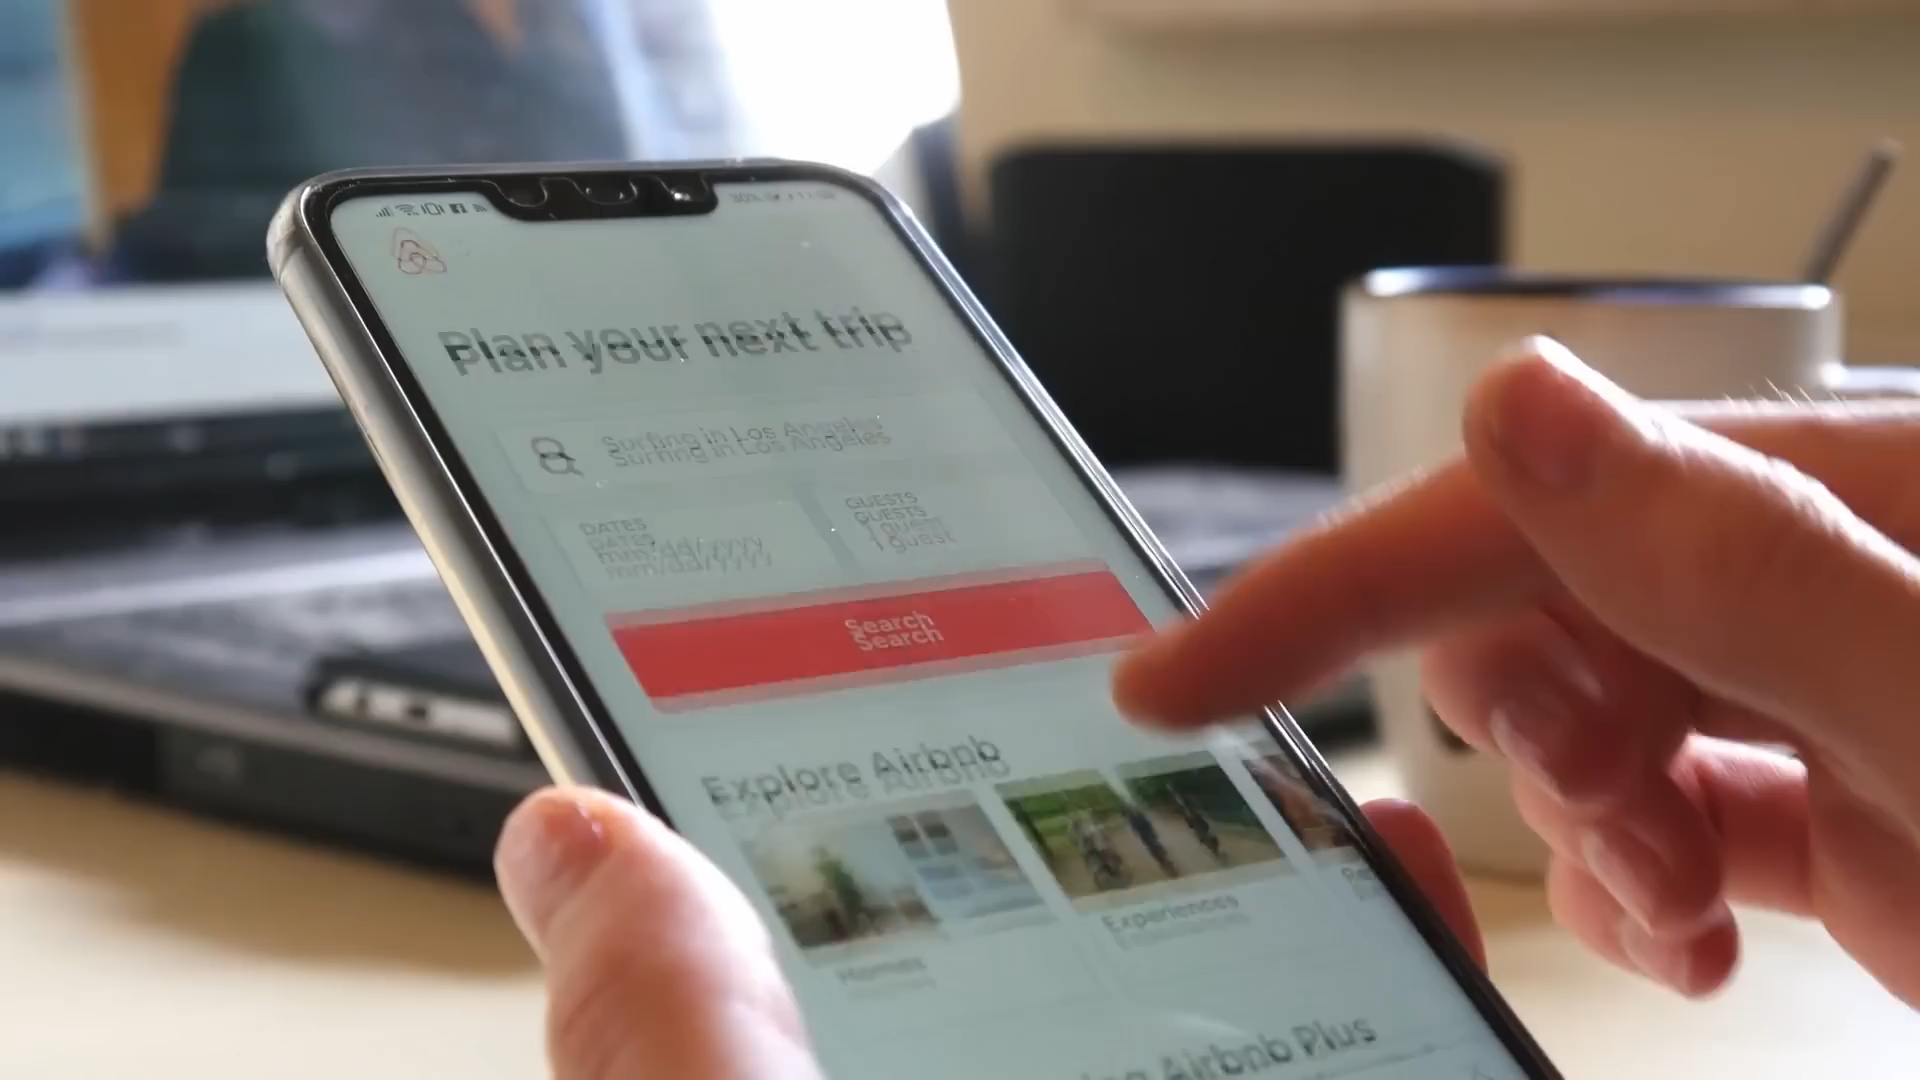 30%
Plan your next trip
Surfing in Los Angeles
DATES
mm/dd/yyyy
GUESTS
1 guest
Search
Explore Airbnb
Homes
Experiences
Airbnb Plus